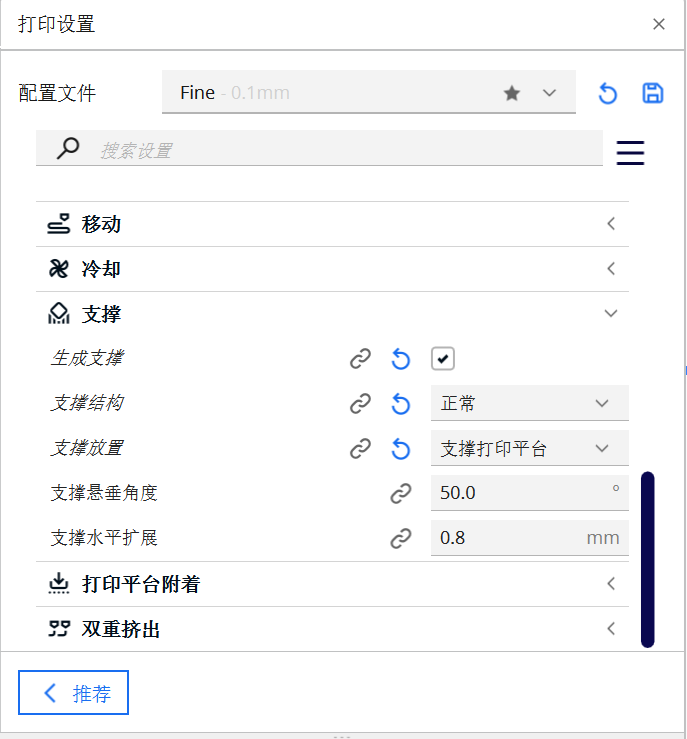 打印设置
配置文件 Fine - 0.1mm
搜索设置
移动
冷却
支撑
生成支撑
支撑结构 正常
支撑放置 支撑打印平台
支撑悬垂角度 50.0 °
支撑水平扩展 0.8 mm
打印平台附着
双重挤出
推荐